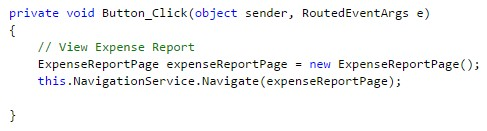 private void Button_Click(object sender, RoutedEventArgs e)
{
    // View Expense Report
    ExpenseReportPage expenseReportPage = new ExpenseReportPage();
    this.NavigationService.Navigate(expenseReportPage);

}